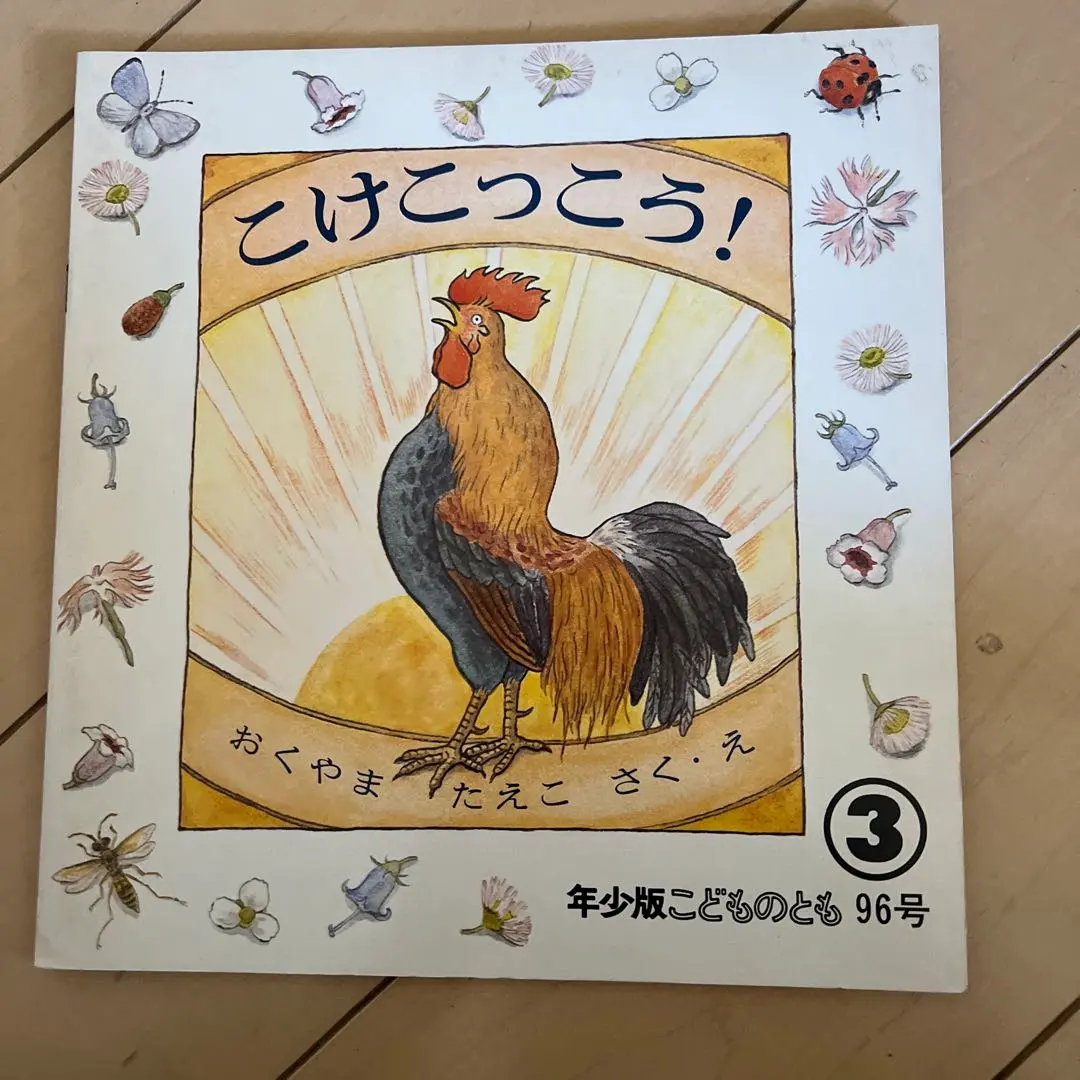 こけこっこう!
おくやま たえこ さく・え
3
年少版こどものとも 96号